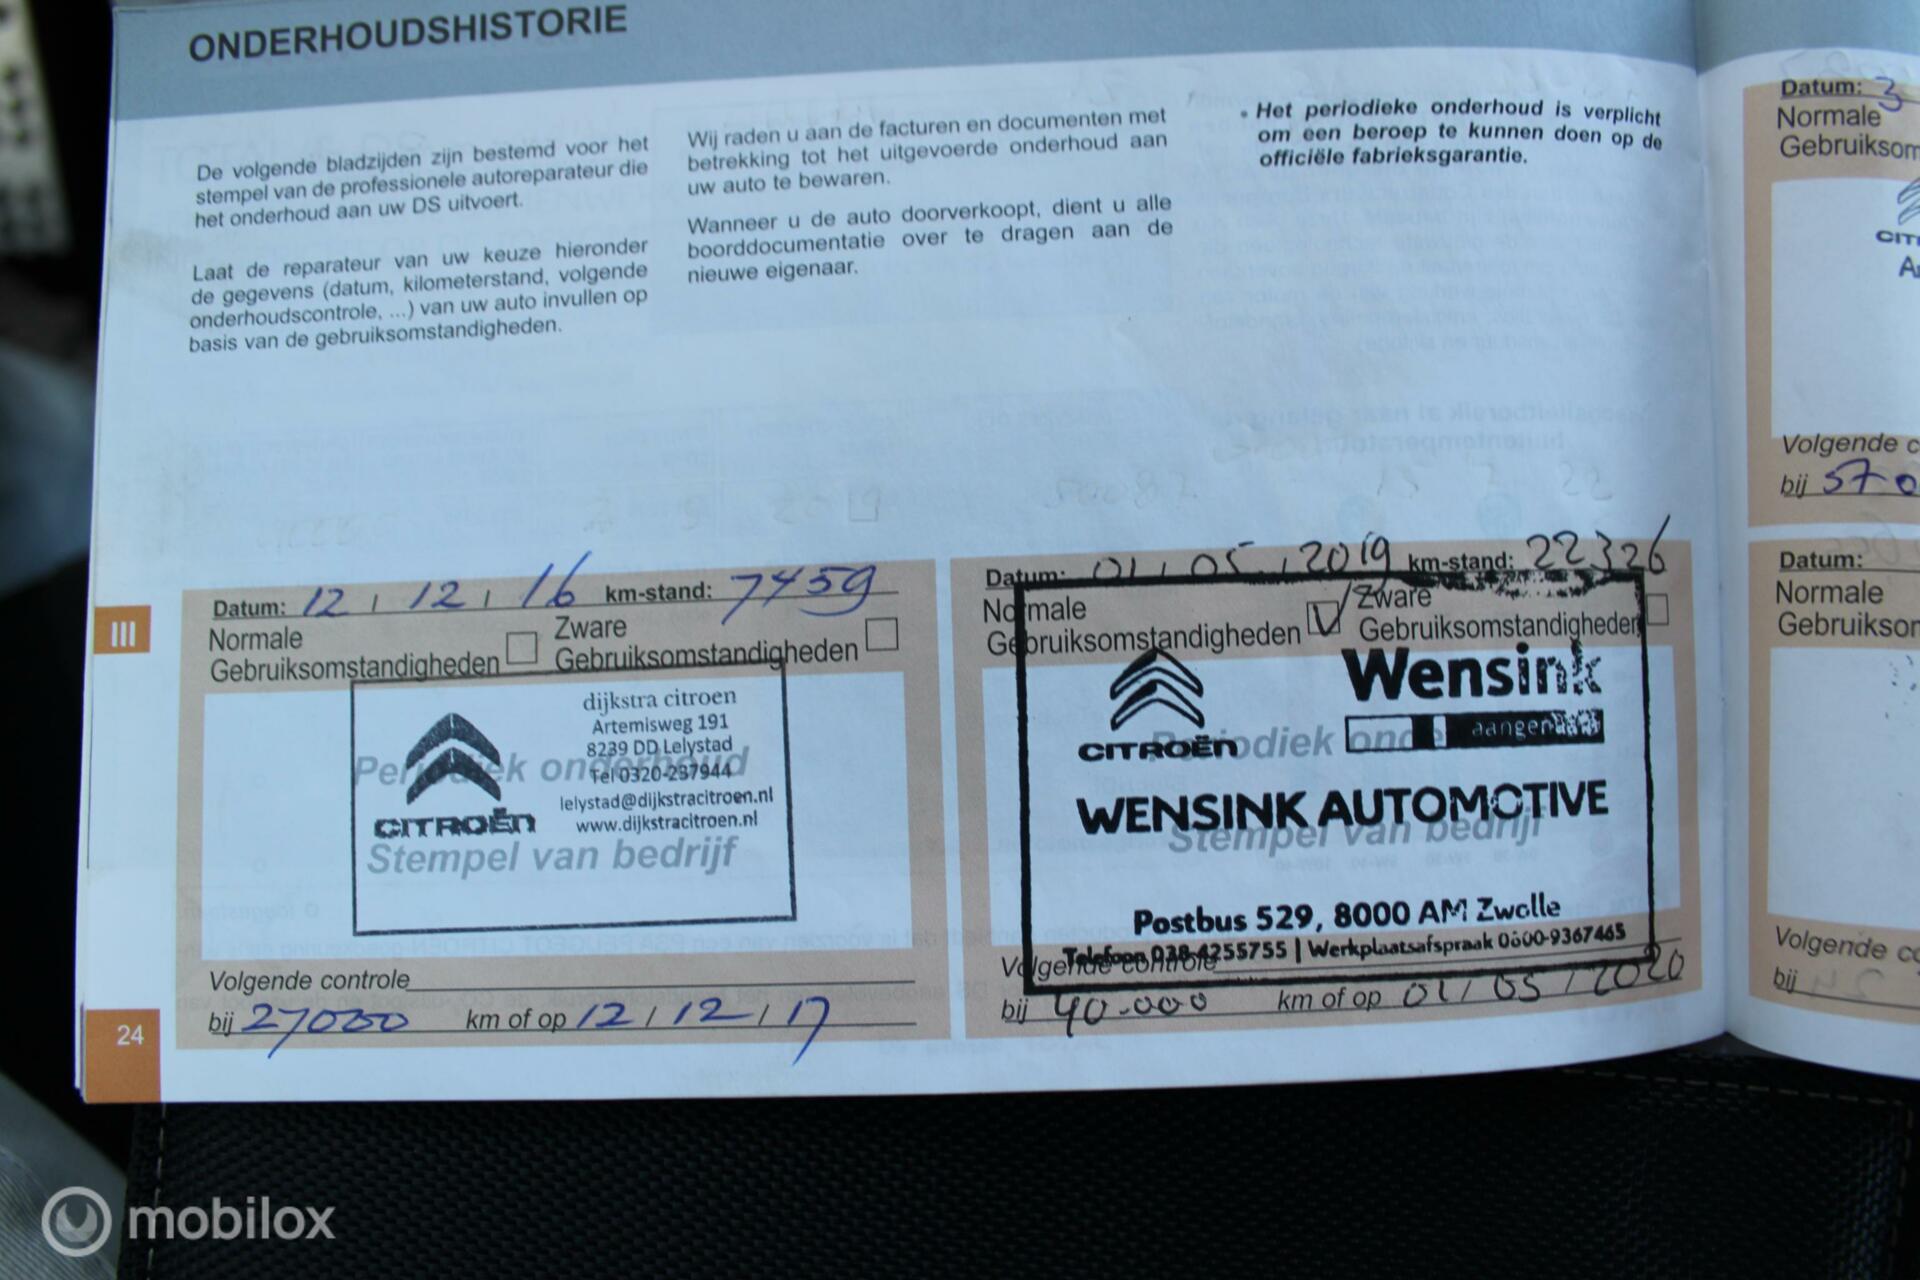 ONDERHOUDSHISTORIE
De volgende bladzijden zijn bestemd voor het
stempel van de professionele autoreparateur die
het onderhoud aan uw DS uitvoert.
Laat de reparateur van uw keuze hieronder
de gegevens (datum, kilometerstand, volgende
onderhoudscontrole, ...) van uw auto invullen op
basis van de gebruiksomstandigheden.
Wij raden u aan de facturen en documenten met
betrekking tot het uitgevoerde onderhoud aan
uw auto te bewaren.
Wanneer u de auto doorverkoopt, dient u alle
boorddocumentatie over te dragen aan de
nieuwe eigenaar.
• Het periodieke onderhoud is verplicht
om een beroep te kunnen doen op de
officiële fabrieksgarantie.
III
Datum: 12 / 12 / 16 km-stand: 7459
Normale
Gebruiksomstandigheden
Zware
Gebruiksomstandigheden
dijkstra citroen
Artemisweg 191
8239 DD Lelystad
Tel 0320-237944
lelystad@dijkstracitroen.nl
www.dijkstracitroen.nl
CITROËN
Periodiek onderhoud
Stempel van bedrijf
Volgende controle
bij 27000 km of op 12 / 12 / 17
24
Datum: 01 / 05 / 2019 km-stand: 22326
Normale
Gebruiksomstandigheden
Zware
Gebruiksomstandigheden
CITROËN
Wensink
WENSINK AUTOMOTIVE
Periodiek
Stempel van bedrijf
Postbus 529, 8000 AM Zwolle
Telefoon 038-4255755 | Werkplaatsafspraak 0800-9367465
Volgende controle
bij 40.000 km of op 01 / 05 / 2020
Datum: 3
Normale
Volgende
bij 570
Datum:
Normale
Volgende
bij
mobilox